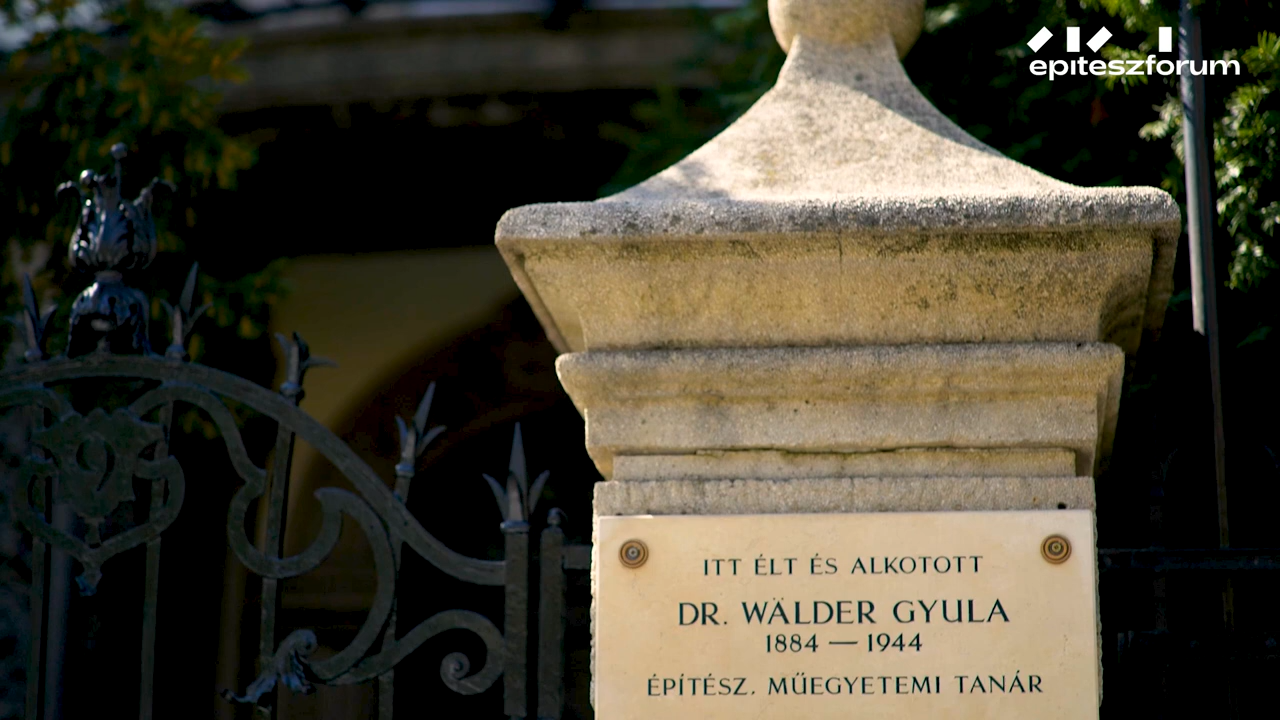 epiteszforum
ITT ÉLT ÉS ALKOTOTT
DR. WÄLDER GYULA
1884 — 1944
ÉPÍTÉSZ, MŰEGYETEMI TANÁR